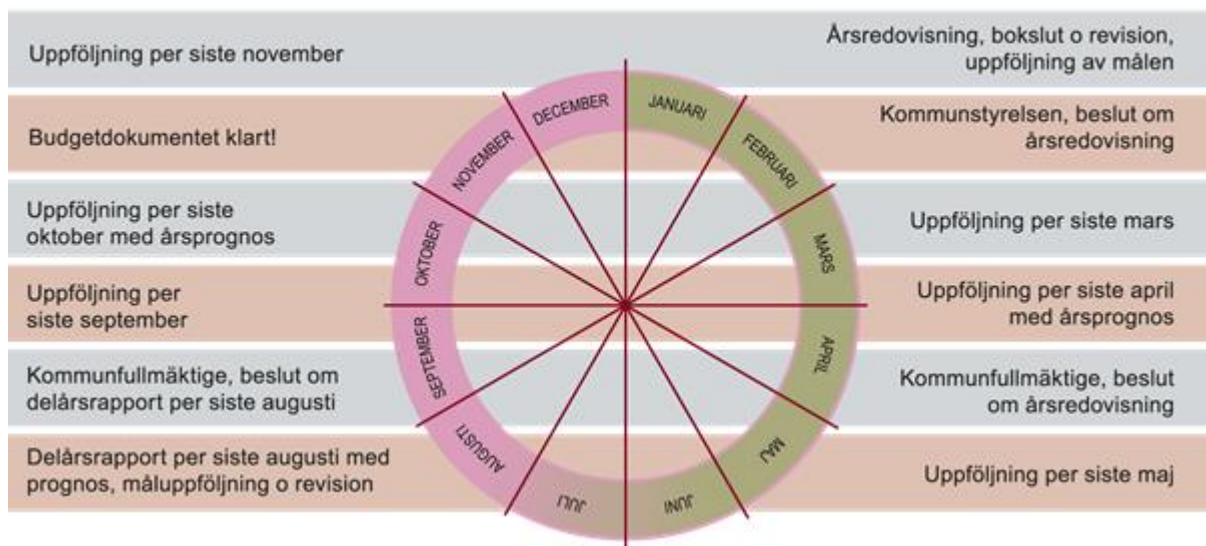 Uppföljning per siste november
Budgetdokumentet klart!
Uppföljning per siste
oktober med årsprognos
Uppföljning per
siste september
Kommunfullmäktige, beslut om
delårsrapport per siste augusti
Delårsrapport per siste augusti med
prognos, måluppföljning o revision
JANUARI
FEBRUARI
MARS
APRIL
MAJ
JUNI
JULI
AUGUSTI
SEPTEMBER
OKTOBER
NOVEMBER
DECEMBER
Årsredovisning, bokslut o revision,
uppföljning av målen
Kommunstyrelsen, beslut om
årsredovisning
Uppföljning per siste mars
Uppföljning per siste april
med årsprognos
Kommunfullmäktige, beslut
om årsredovisning
Uppföljning per siste maj